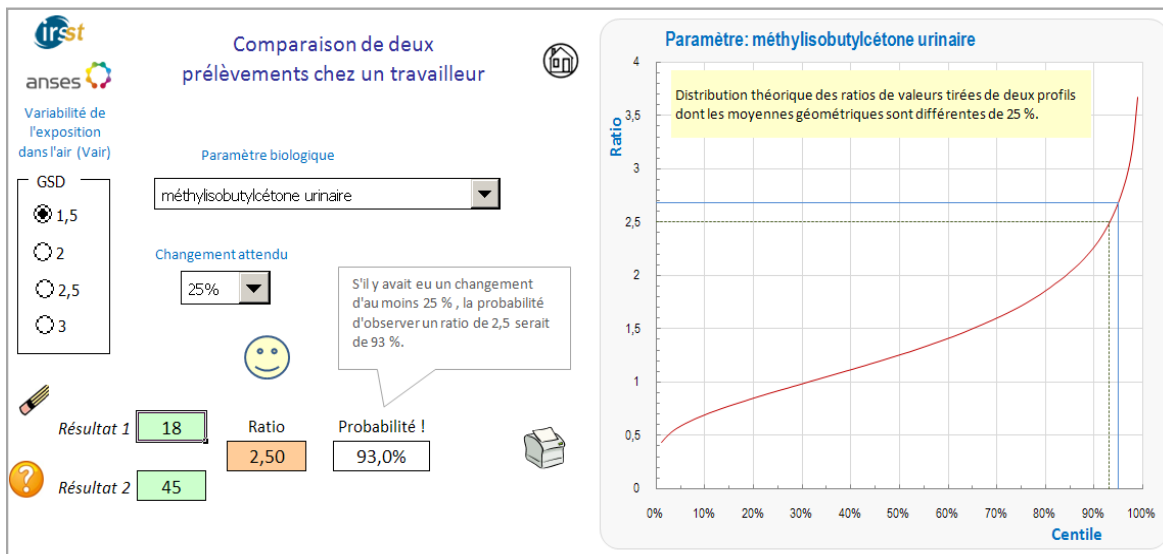 irsst
anses
Comparaison de deux
prélèvements chez un travailleur
Variabilité de
l'exposition
dans l'air (Vair)
GSD
1,5
2
2,5
3
Paramètre biologique
méthylisobutylcétone urinaire
Changement attendu
25%
S'il y avait eu un changement
d'au moins 25 % , la probabilité
d'observer un ratio de 2,5 serait
de 93 %.
Résultat 1
18
Ratio
2,50
Probabilité !
93,0%
?
Résultat 2
45
Paramètre: méthylisobutylcétone urinaire
Distribution théorique des ratios de valeurs tirées de deux profils
dont les moyennes géométriques sont différentes de 25 %.
Ratio
4
3,5
3
2,5
2
1,5
1
0,5
0
0% 10% 20% 30% 40% 50% 60% 70% 80% 90% 100%
Centile